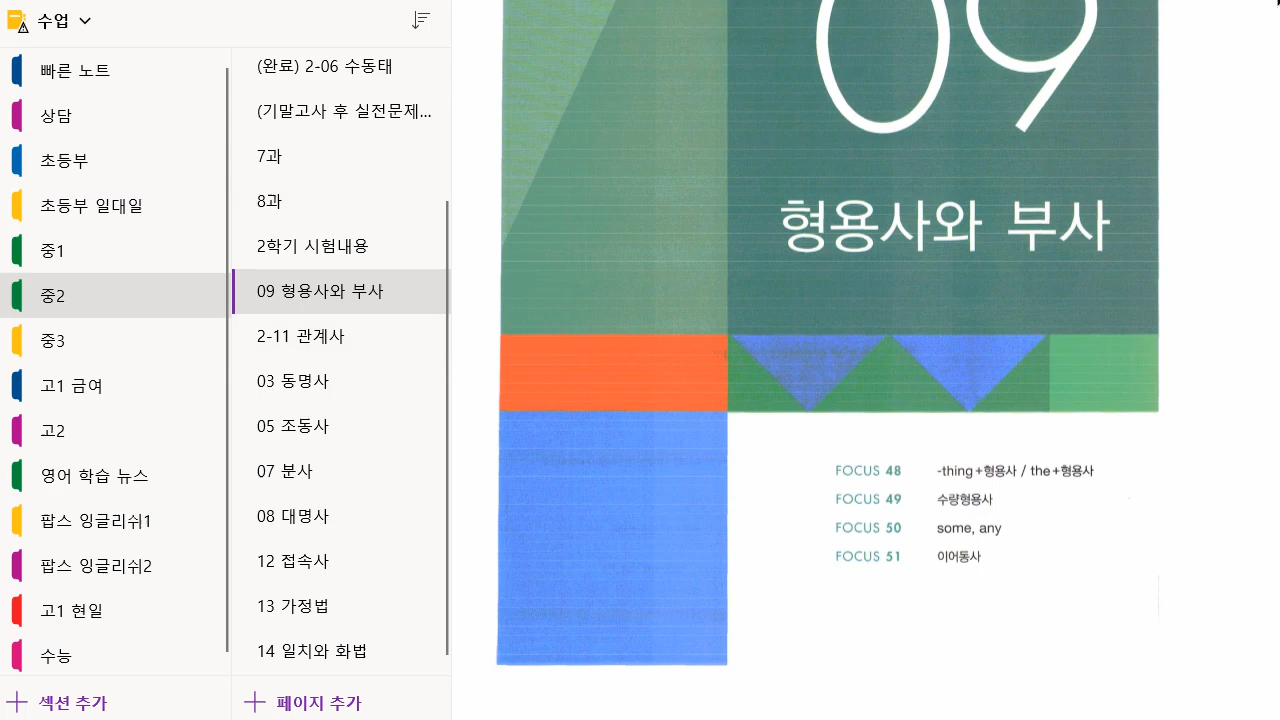 수업
빠른 노트
상담
초등부
초등부 일대일
중1
중2
중3
고1 금여
고2
영어 학습 뉴스
팝스 잉글리쉬1
팝스 잉글리쉬2
고1 현일
수능
섹션 추가
(완료) 2-06 수동태
(기말고사 후 실전문제...
7과
8과
2학기 시험내용
09 형용사와 부사
2-11 관계사
03 동명사
05 조동사
07 분사
08 대명사
12 접속사
13 가정법
14 일치와 화법
페이지 추가
09
형용사와 부사
FOCUS 48 -thing+형용사 / the+형용사
FOCUS 49 수량형용사
FOCUS 50 some, any
FOCUS 51 이어동사